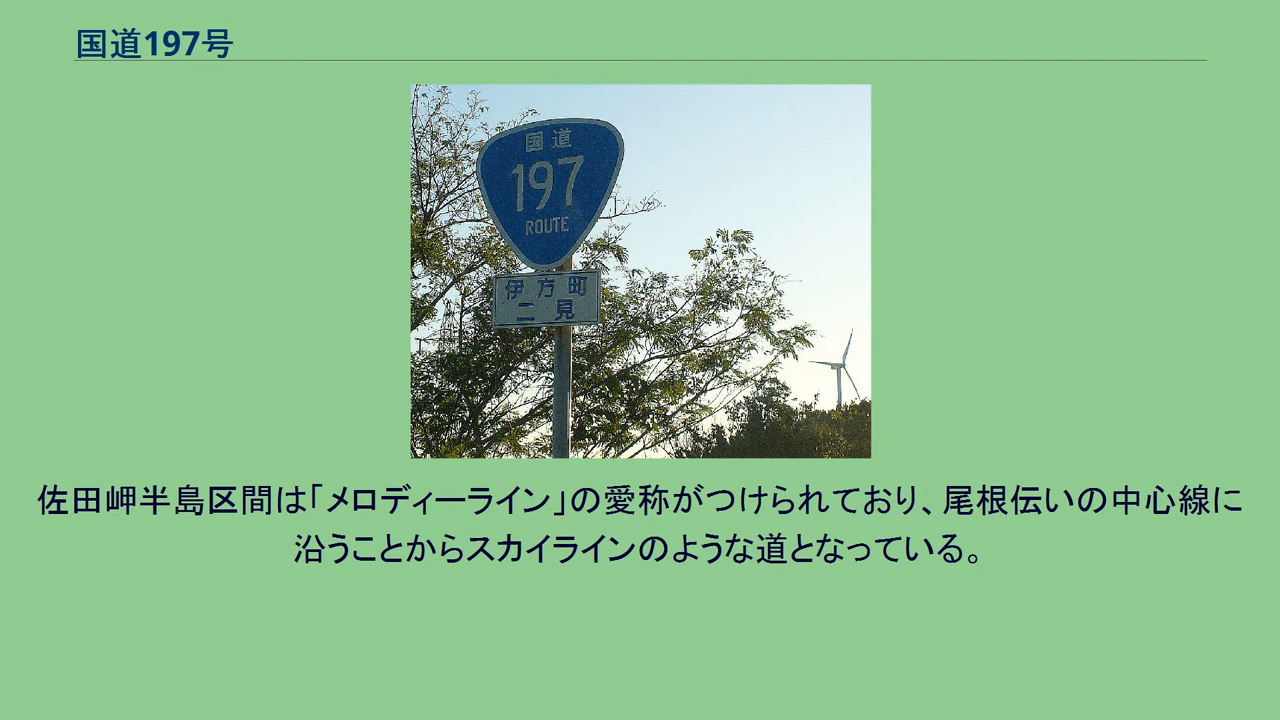 国道197号
国道
197
ROUTE
伊方町
二見
佐田岬半島区間は「メロディーライン」の愛称がつけられており、尾根伝いの中心線に
沿うことからスカイラインのような道となっている。